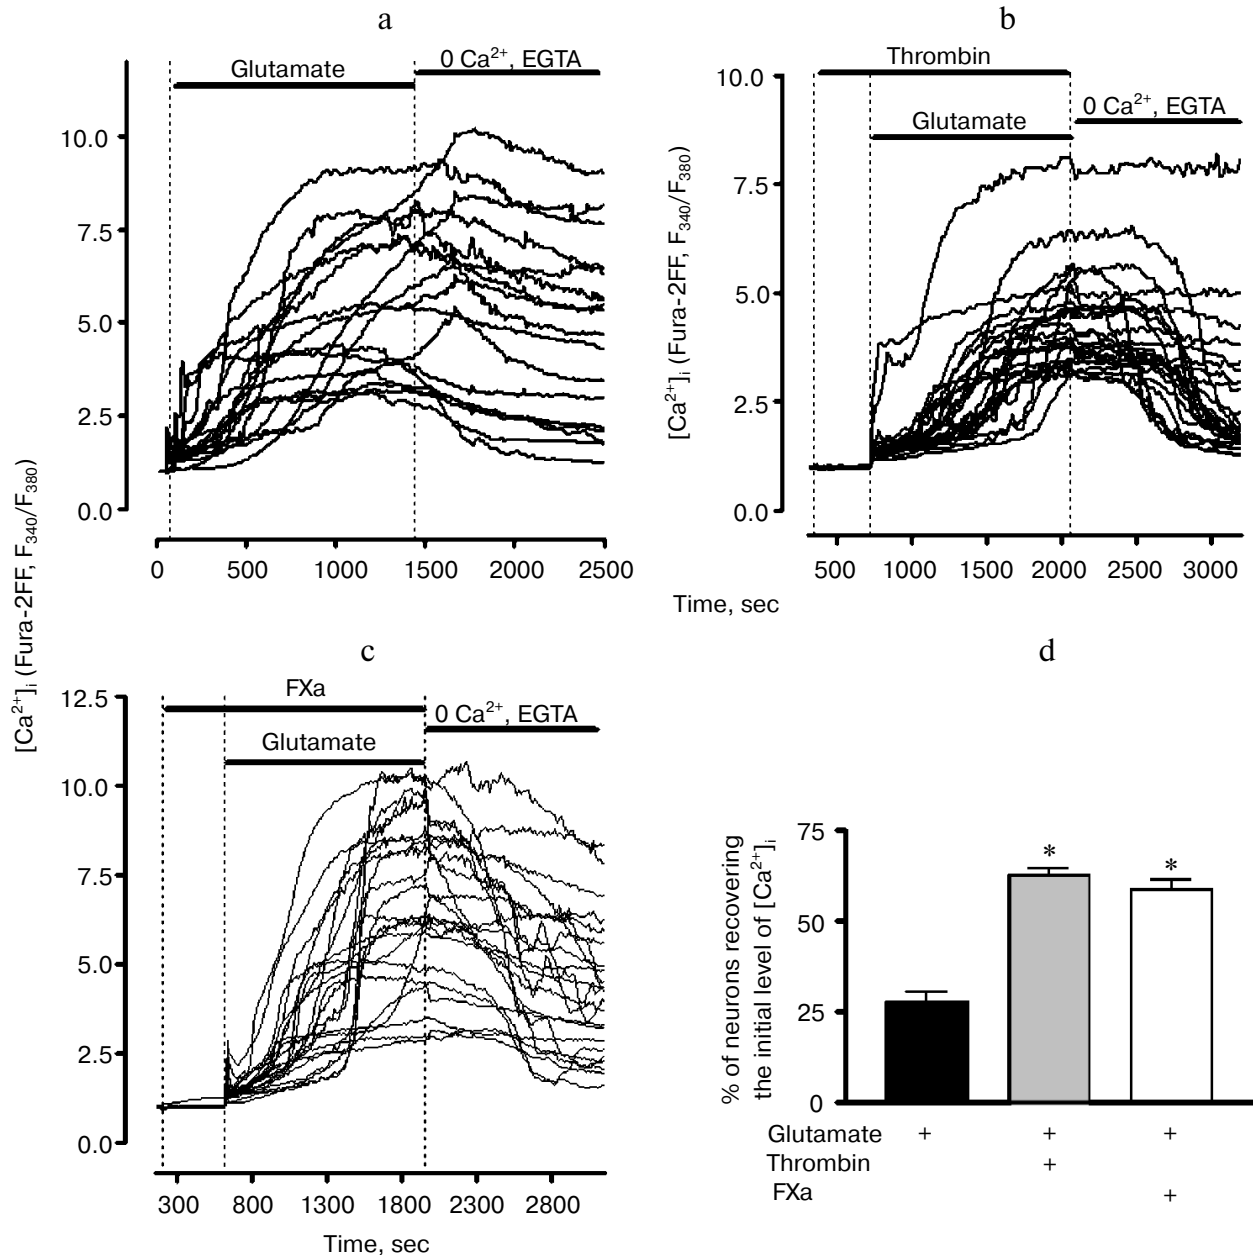 a
Glutamate
0 Ca²⁺, EGTA
10.0
7.5
5.0
2.5
0.0
0 500 1000 1500 2000 2500
[Ca²⁺]ᵢ (Fura-2FF, F₃₄₀/F₃₈₀)
b
Thrombin
Glutamate
0 Ca²⁺, EGTA
[Ca²⁺]ᵢ (Fura-2FF, F₃₄₀/F₃₈₀)
10.0
7.5
5.0
2.5
0.0
500 1000 1500 2000 2500 3000
Time, sec
c
FXa
Glutamate
0 Ca²⁺, EGTA
12.5
10.0
7.5
5.0
2.5
0.0
300 800 1300 1800 2300 2800
Time, sec
d
% of neurons recovering
the initial level of [Ca²⁺]ᵢ
75
50
25
0
* *
Glutamate + + +
Thrombin +
FXa +